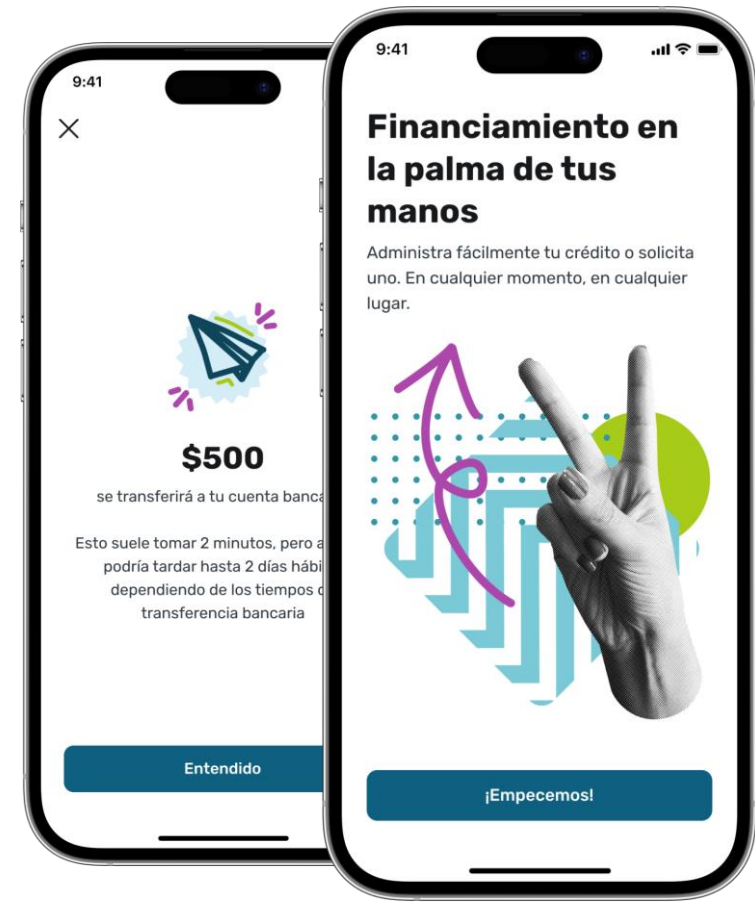 9:41
$500
se transferirá a tu cuenta
Esto suele tomar 2 minutos, pero
podría tardar hasta 2 días
dependiendo de los tiempos
transferencia bancaria
Entendido
9:41
Financiamiento en
la palma de tus
manos
Administra fácilmente tu crédito o solicita
uno. En cualquier momento, en cualquier
lugar.
¡Empecemos!